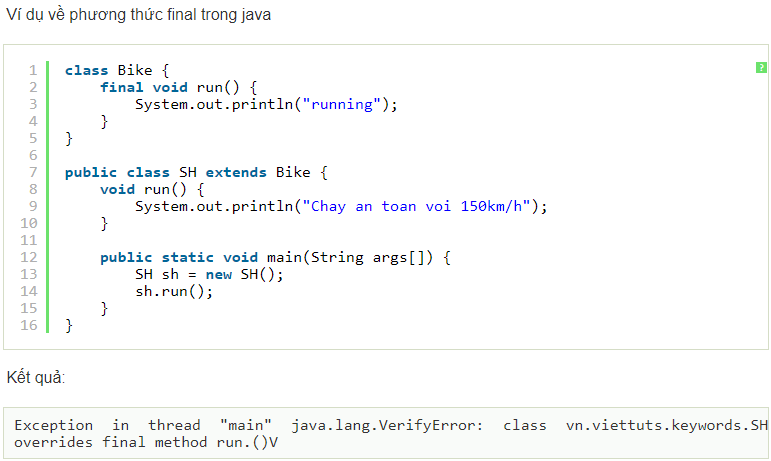 Ví dụ về phương thức final trong java
?
1 class Bike {
2     final void run() {
3         System.out.println("running");
4     }
5 }
6
7 public class SH extends Bike {
8     void run() {
9         System.out.println("Chay an toan voi 150km/h");
10     }
11
12     public static void main(String args[]) {
13         SH sh = new SH();
14         sh.run();
15     }
16 }
Kết quả:
Exception in thread "main" java.lang.VerifyError: class vn.viettuts.keywords.SH
overrides final method run.()V